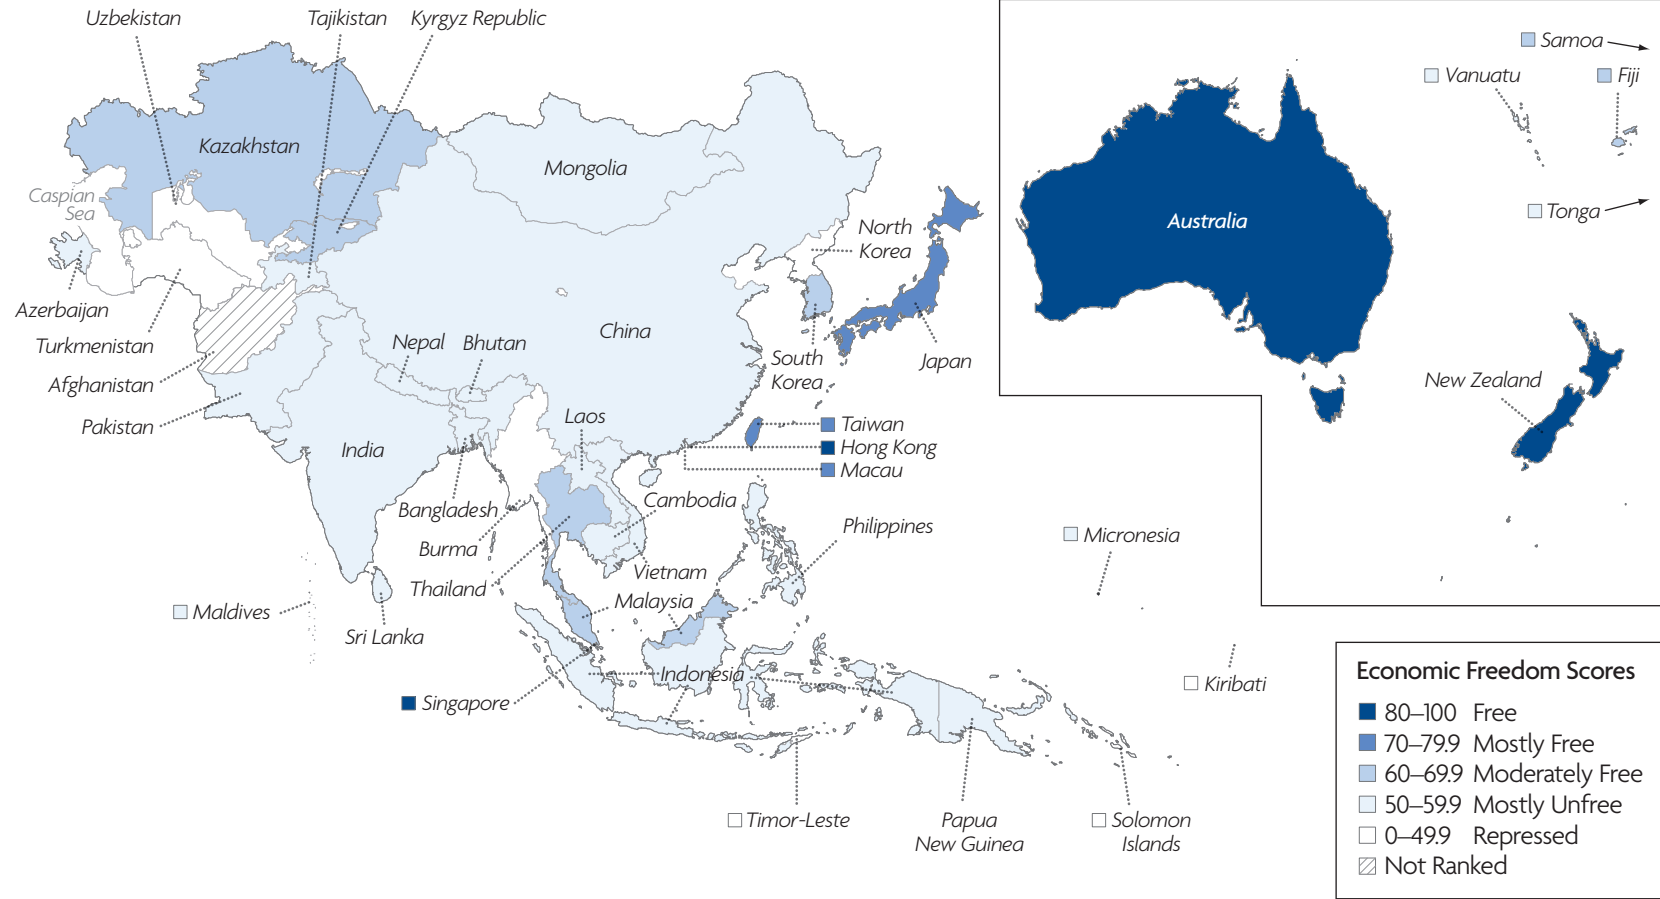 Uzbekistan
Tajikistan
Kyrgyz Republic
Samoa
Vanuatu
Fiji
Kazakhstan
Mongolia
Caspian
Sea
Tonga
Australia
North
Korea
Azerbaijan
China
Turkmenistan
Nepal
Bhutan
South
Korea
Japan
Afghanistan
New Zealand
Pakistan
Laos
Taiwan
India
Hong Kong
Macau
Bangladesh
Cambodia
Philippines
Micronesia
Burma
Vietnam
Thailand
Malaysia
Maldives
Sri Lanka
Indonesia
Kiribati
Singapore
Timor-Leste
Papua
New Guinea
Solomon
Islands
Economic Freedom Scores
80–100 Free
70–79.9 Mostly Free
60–69.9 Moderately Free
50–59.9 Mostly Unfree
0–49.9 Repressed
Not Ranked